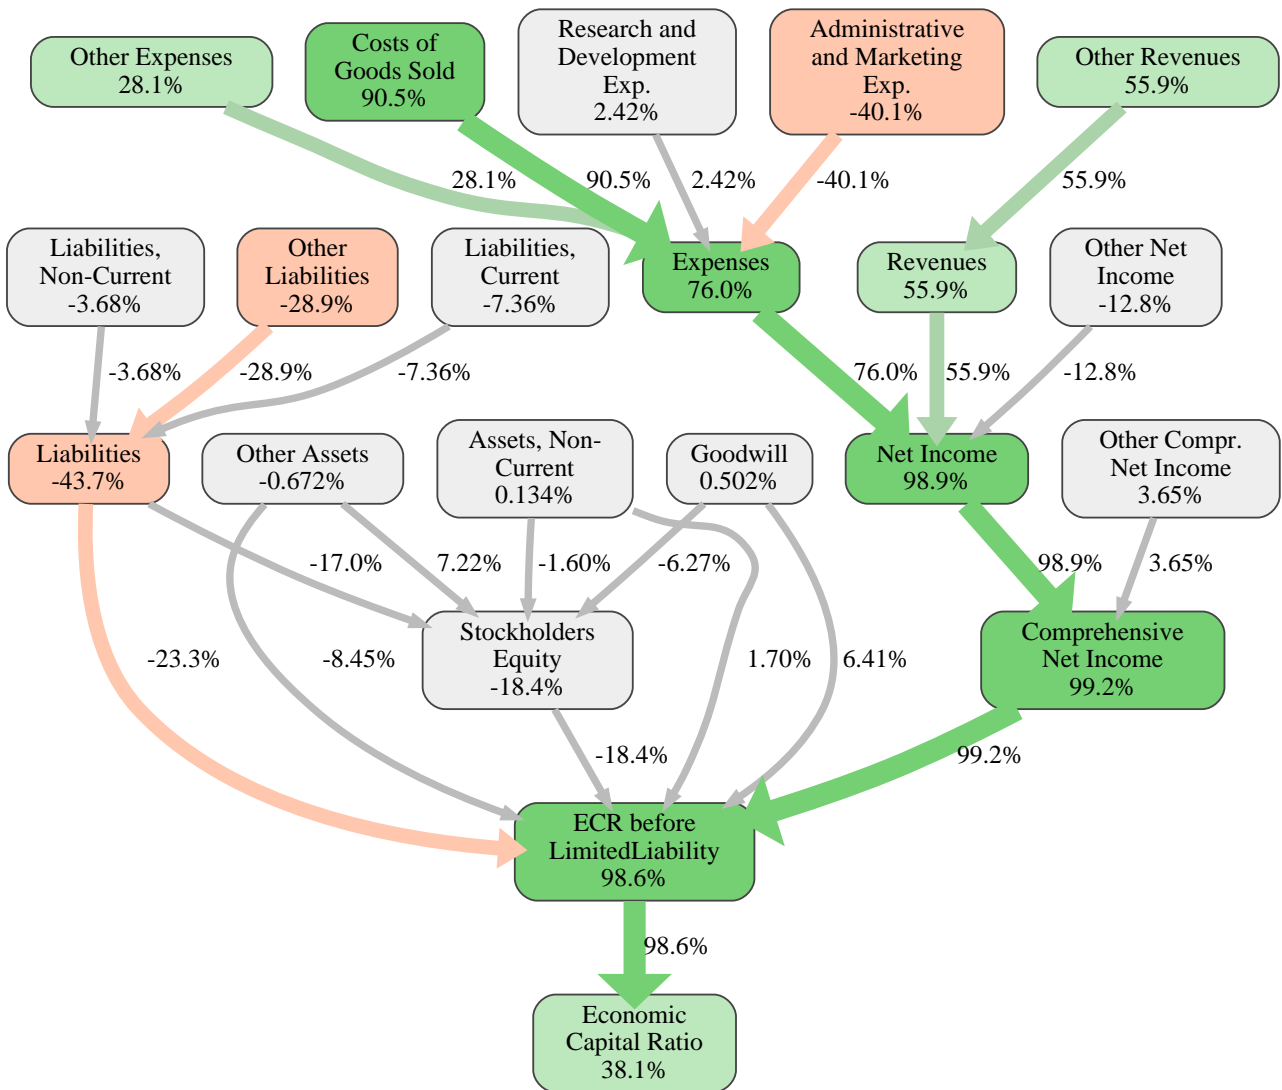 Other Expenses
28.1%
Costs of
Goods Sold
90.5%
Research and
Development
Exp.
2.42%
Administrative
and Marketing
Exp.
-40.1%
Other Revenues
55.9%
28.1%
90.5%
2.42%
-40.1%
55.9%
Liabilities,
Non-Current
-3.68%
Other
Liabilities
-28.9%
Liabilities,
Current
-7.36%
Expenses
76.0%
Revenues
55.9%
Other Net
Income
-12.8%
-3.68%
-28.9%
-7.36%
76.0%
55.9%
-12.8%
Liabilities
-43.7%
Other Assets
-0.672%
Assets, Non-
Current
0.134%
Goodwill
0.502%
Net Income
98.9%
Other Compr.
Net Income
3.65%
-17.0%
7.22%
-1.60%
-6.27%
98.9%
3.65%
-23.3%
-8.45%
Stockholders
Equity
-18.4%
1.70%
6.41%
Comprehensive
Net Income
99.2%
-18.4%
99.2%
ECR before
LimitedLiability
98.6%
98.6%
Economic
Capital Ratio
38.1%